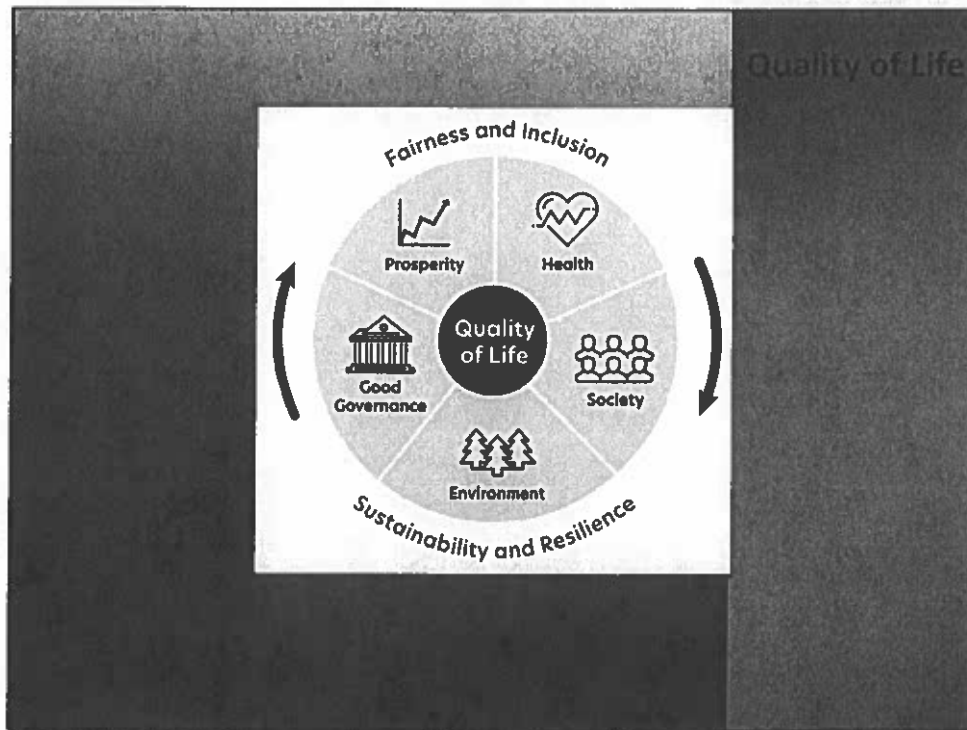 Quality of Life
Fairness and Inclusion
Prosperity
Health
Quality
of Life
Good
Governance
Society
Environment
Sustainability and Resilience